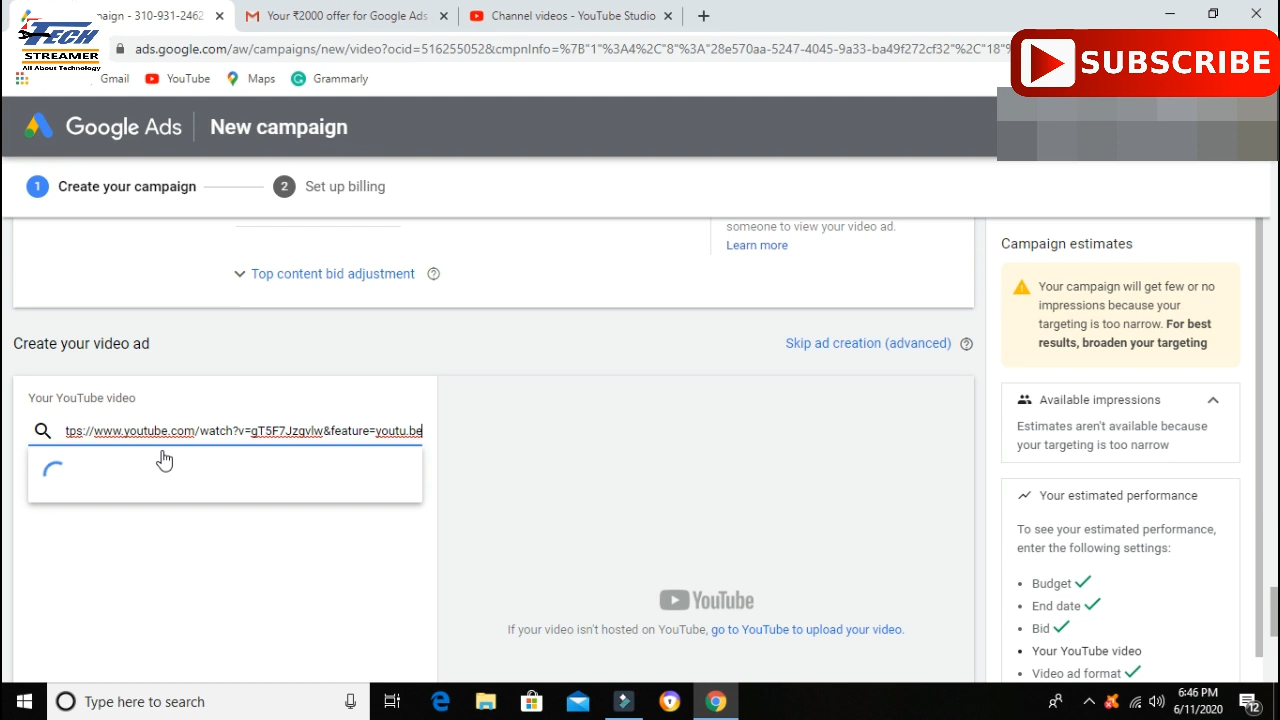 paign - 310-931-2462
Your ₹2000 offer for Google Ads
Channel videos - YouTube Studio
TECH
TREAMER
All About Technology
ads.google.com/aw/campaigns/new/video?ocid=516255052&cmpnInfo=%7B"1"%3A4%2C"8"%3A"28e570aa-5247-4045-9a33-ba49f272cf32"%2C"18"%
SUBSCRIBE
Gmail
YouTube
Maps
Grammarly
Google Ads
New campaign
1 Create your campaign
2 Set up billing
someone to view your video ad.
Learn more
Top content bid adjustment
Campaign estimates
Your campaign will get few or no
impressions because your
targeting is too narrow. For best
results, broaden your targeting
Create your video ad
Skip ad creation (advanced)
Your YouTube video
tps://www.youtube.com/watch?v=gT5F7Jzgvlw&feature=youtu.be
Available impressions
Estimates aren't available because
your targeting is too narrow
Your estimated performance
To see your estimated performance,
enter the following settings:
Budget
End date
Bid
Your YouTube video
Video ad format
YouTube
If your video isn't hosted on YouTube, go to YouTube to upload your video.
Type here to search
6:46 PM
6/11/2020
12